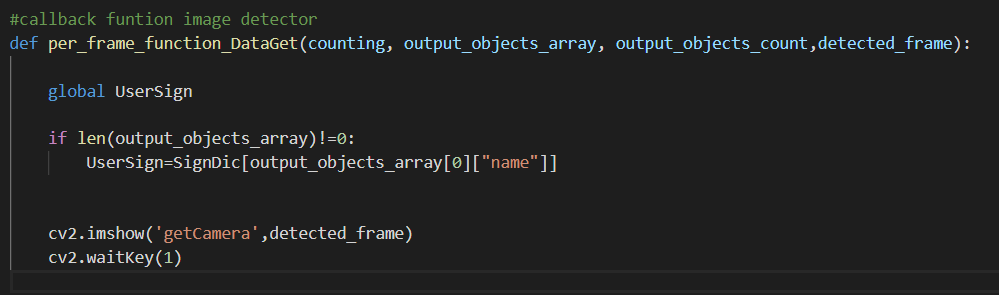 #callback funtion image detector
def per_frame_function_DataGet(counting, output_objects_array, output_objects_count,detected_frame):
global UserSign
if len(output_objects_array)!=0:
UserSign=SignDic[output_objects_array[0]["name"]]
cv2.imshow('getCamera',detected_frame)
cv2.waitKey(1)